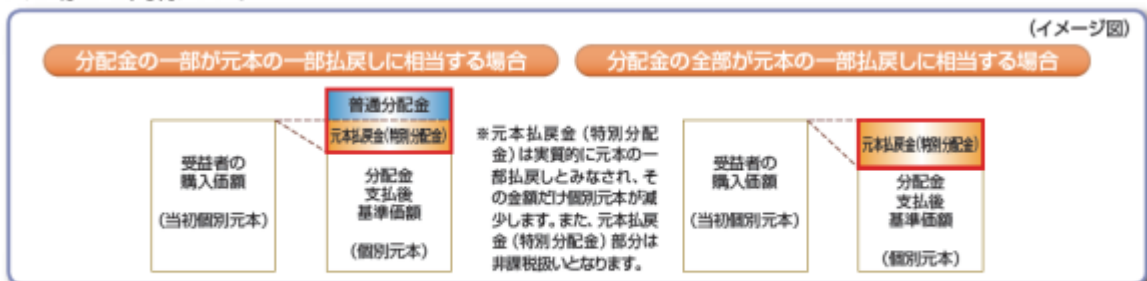 (イメージ図)
分配金の一部が元本の一部払戻しに相当する場合
分配金の全部が元本の一部払戻しに相当する場合
受益者の
購入価額
(当初個別元本)
普通分配金
元本払戻金(特別分配金)
分配金
支払後
基準価額
(個別元本)
※元本払戻金(特別分配
金)は実質的に元本の一
部払戻しとみなされ、そ
の金額だけ個別元本が減
少します。また、元本払戻
金(特別分配金)部分は
非課税扱いとなります。
受益者の
購入価額
(当初個別元本)
元本払戻金(特別分配金)
分配金
支払後
基準価額
(個別元本)